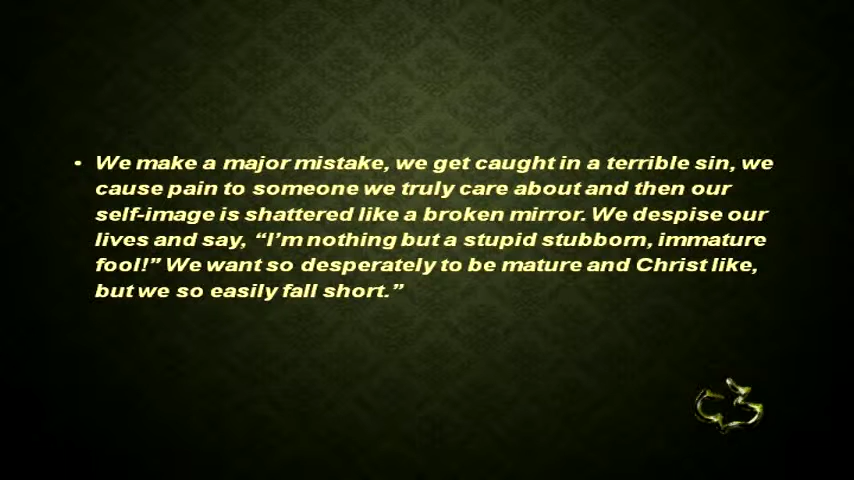 • We make a major mistake, we get caught in a terrible sin, we
cause pain to someone we truly care about and then our
self-image is shattered like a broken mirror. We despise our
lives and say, “I’m nothing but a stupid stubborn, immature
fool!” We want so desperately to be mature and Christ like,
but we so easily fall short.”
C3